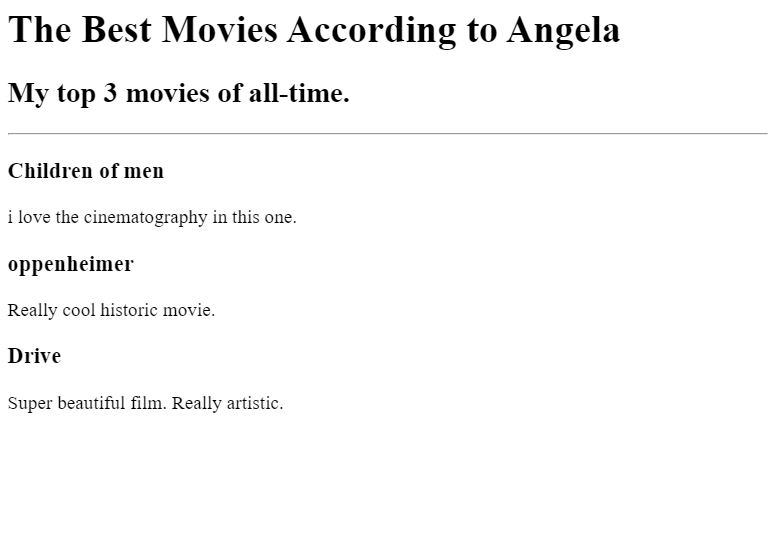 The Best Movies According to Angela
My top 3 movies of all-time.
Children of men
i love the cinematography in this one.
oppenheimer
Really cool historic movie.
Drive
Super beautiful film. Really artistic.